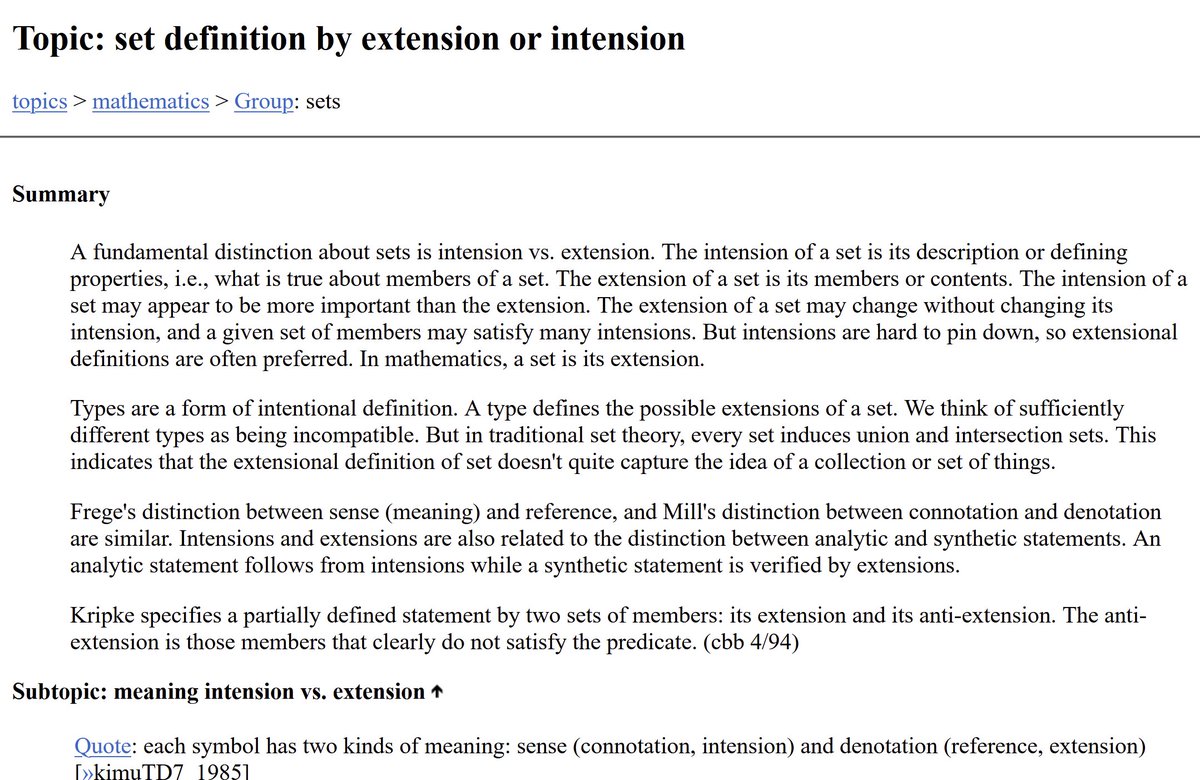 Topic: set definition by extension or intension
topics > mathematics > Group: sets
Summary
A fundamental distinction about sets is intension vs. extension. The intension of a set is its description or defining
properties, i.e., what is true about members of a set. The extension of a set is its members or contents. The intension of a
set may appear to be more important than the extension. The extension of a set may change without changing its
intension, and a given set of members may satisfy many intensions. But intensions are hard to pin down, so extensional
definitions are often preferred. In mathematics, a set is its extension.
Types are a form of intentional definition. A type defines the possible extensions of a set. We think of sufficiently
different types as being incompatible. But in traditional set theory, every set induces union and intersection sets. This
indicates that the extensional definition of set doesn't quite capture the idea of a collection or set of things.
Frege's distinction between sense (meaning) and reference, and Mill's distinction between connotation and denotation
are similar. Intensions and extensions are also related to the distinction between analytic and synthetic statements. An
analytic statement follows from intensions while a synthetic statement is verified by extensions.
Kripke specifies a partially defined statement by two sets of members: its extension and its anti-extension. The anti-
extension is those members that clearly do not satisfy the predicate. (cbb 4/94)
Subtopic: meaning intension vs. extension 🡩
Quote: each symbol has two kinds of meaning: sense (connotation, intension) and denotation (reference, extension)
[»kimuTD7_1985]